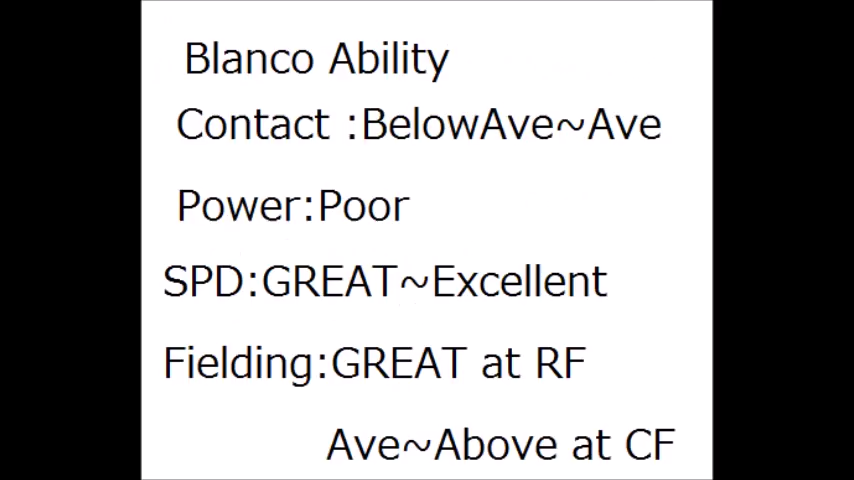 Blanco Ability
Contact :BelowAve~Ave
Power:Poor
SPD:GREAT~Excellent
Fielding:GREAT at RF
Ave~Above at CF